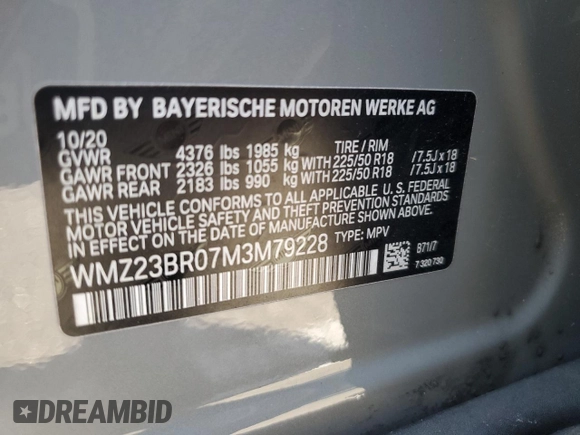 MFD BY BAYERISCHE MOTOREN WERKE AG
10/20 TIRE / RIM
GVWR 4376 lbs 1985 kg
GAWR FRONT 2326 lbs 1055 kg WITH 225/50 R18 /7.5J x 18
GAWR REAR 2183 lbs 990 kg WITH 225/50 R18 /7.5J x 18
THIS VEHICLE CONFORMS TO ALL APPLICABLE U. S. FEDERAL
MOTOR VEHICLE SAFETY AND THEFT PREVENTION STANDARDS
IN EFFECT ON THE DATE OF MANUFACTURE SHOWN ABOVE.
WMZ23BR07M3M79228 TYPE: MPV
B71/7
7 320 730
DREAMBID